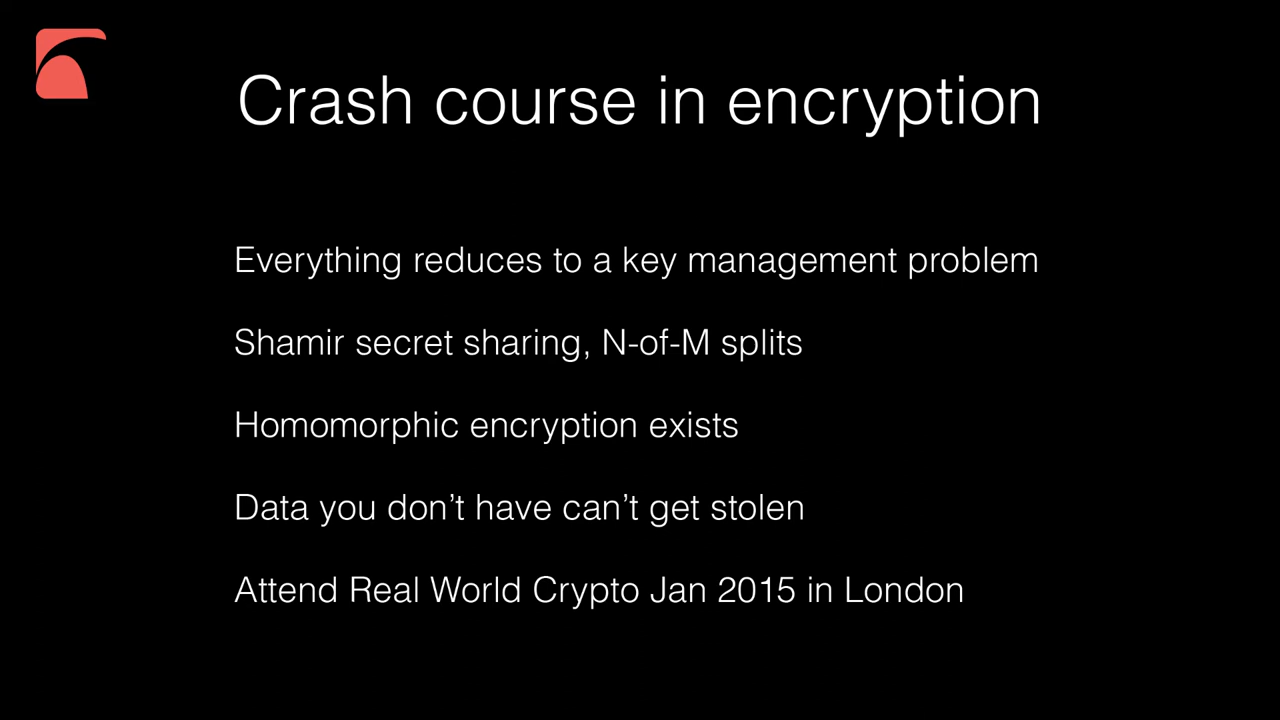 Crash course in encryption
Everything reduces to a key management problem
Shamir secret sharing, N-of-M splits
Homomorphic encryption exists
Data you don’t have can’t get stolen
Attend Real World Crypto Jan 2015 in London